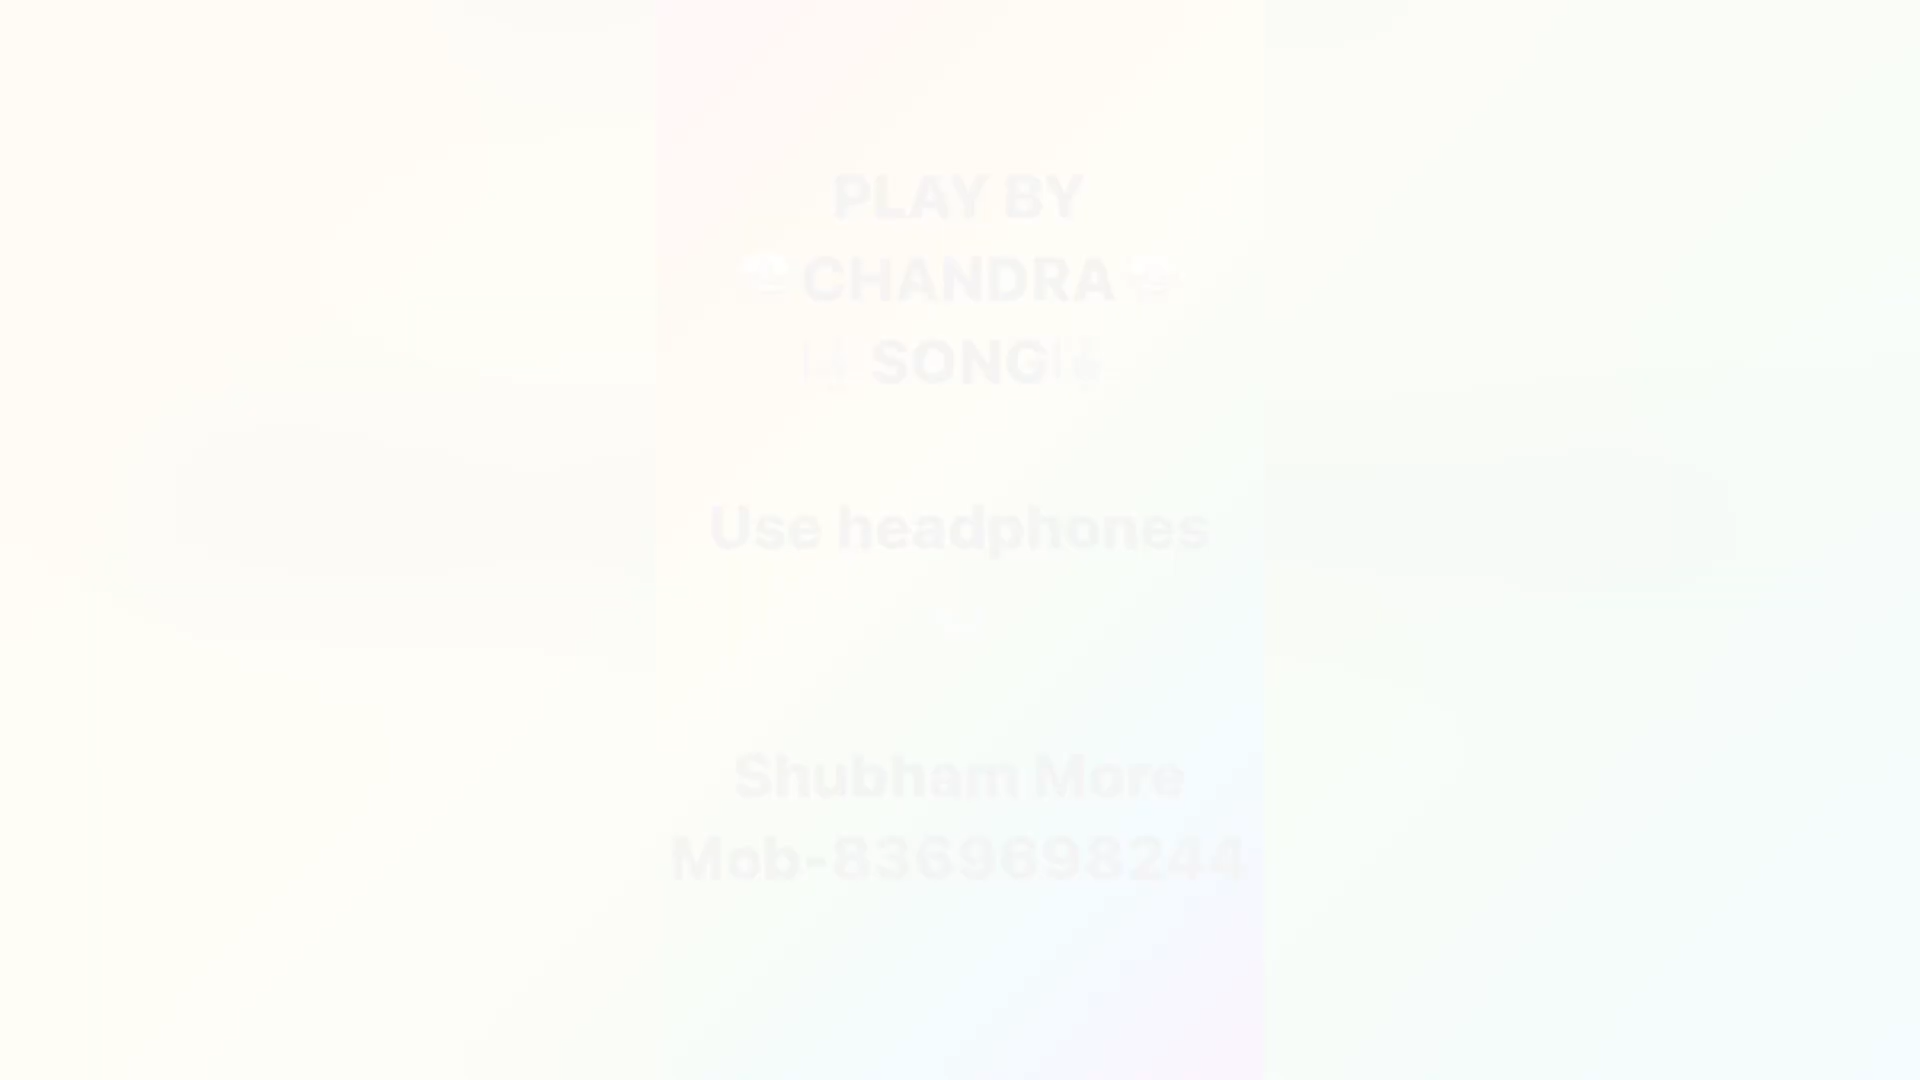 PLAY BY
CHANDRA
SONG
Use headphones
Shubham More
Mob-8369698244